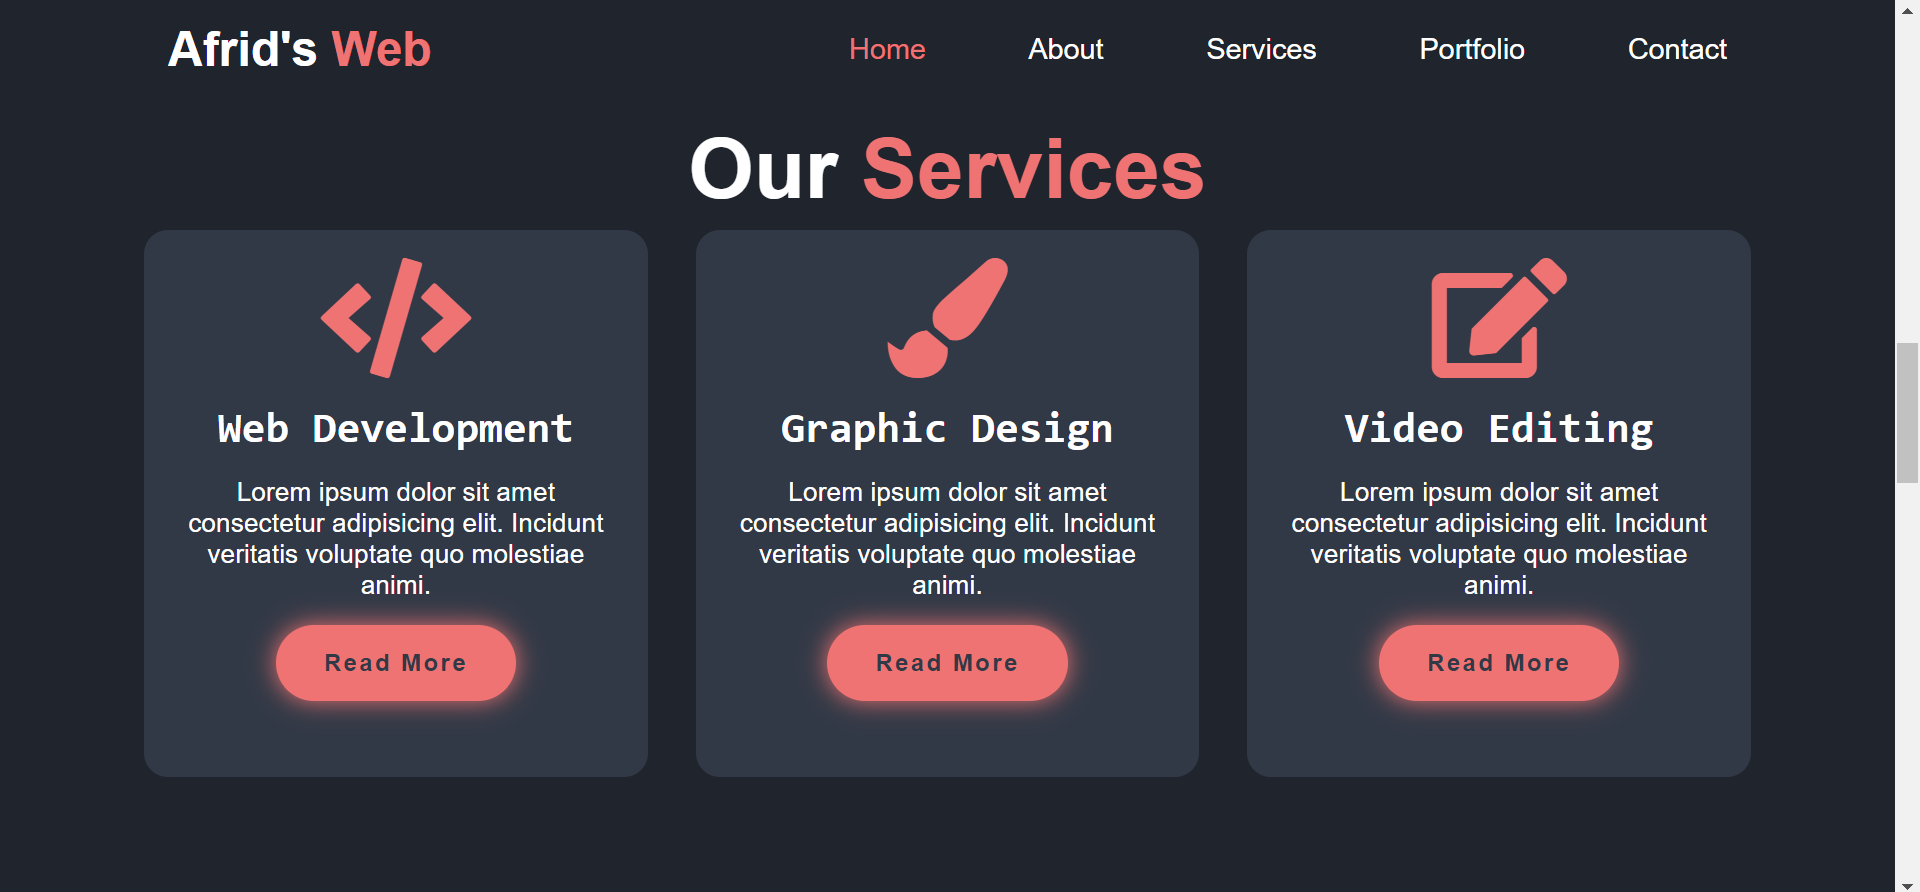 Afrid's Web
Home
About
Services
Portfolio
Contact
Our Services
Web Development
Lorem ipsum dolor sit amet
consectetur adipisicing elit. Incidunt
veritatis voluptate quo molestiae
animi.
Read More
Graphic Design
Lorem ipsum dolor sit amet
consectetur adipisicing elit. Incidunt
veritatis voluptate quo molestiae
animi.
Read More
Video Editing
Lorem ipsum dolor sit amet
consectetur adipisicing elit. Incidunt
veritatis voluptate quo molestiae
animi.
Read More